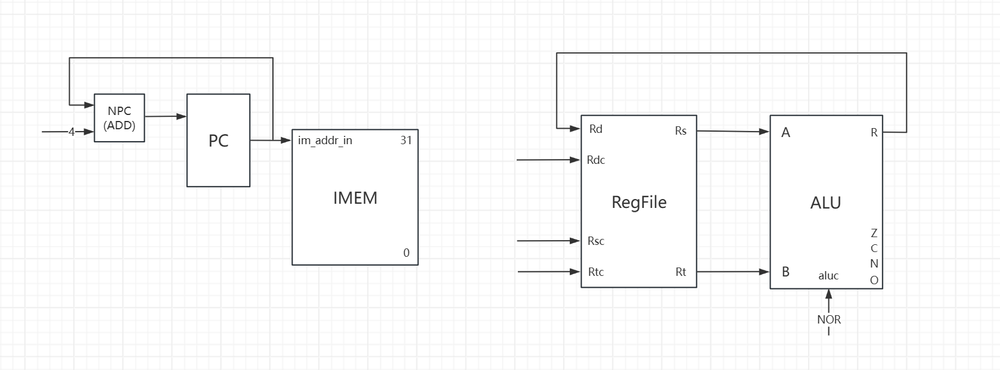 NPC
(ADD)
4
PC
im_addr_in
31
IMEM
0
Rd
Rs
Rdc
RegFile
Rsc
Rtc
Rt
A
R
ALU
Z
C
N
O
B
aluc
NOR